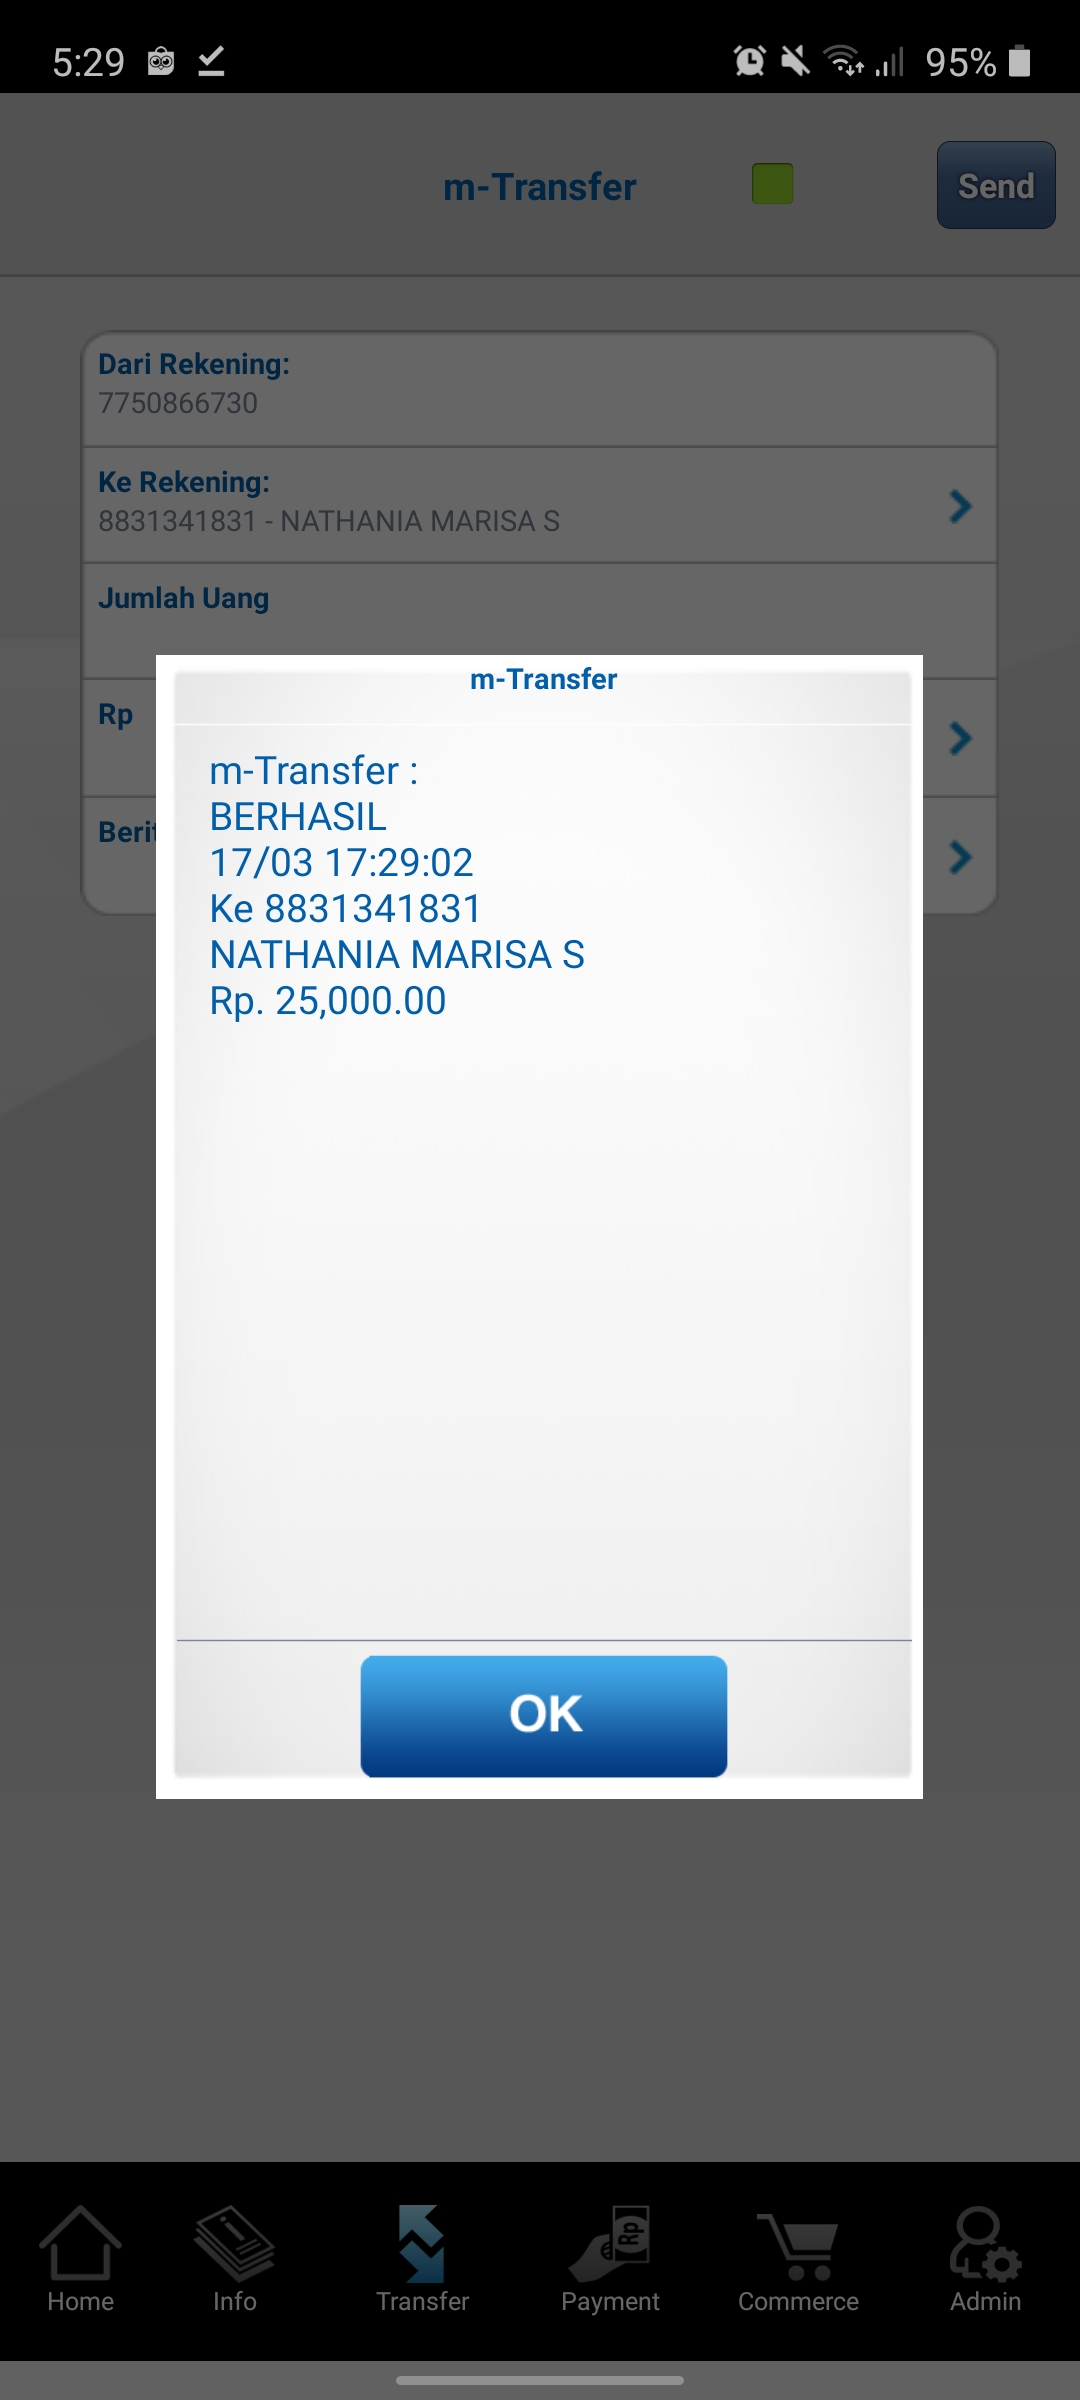 5:29
95%
m-Transfer
Send
Dari Rekening:
7750866730
Ke Rekening:
8831341831 - NATHANIA MARISA S
Jumlah Uang
Rp
Berit
m-Transfer
m-Transfer :
BERHASIL
17/03 17:29:02
Ke 8831341831
NATHANIA MARISA S
Rp. 25,000.00
OK
Rp
Home
Info
Transfer
Payment
Commerce
Admin